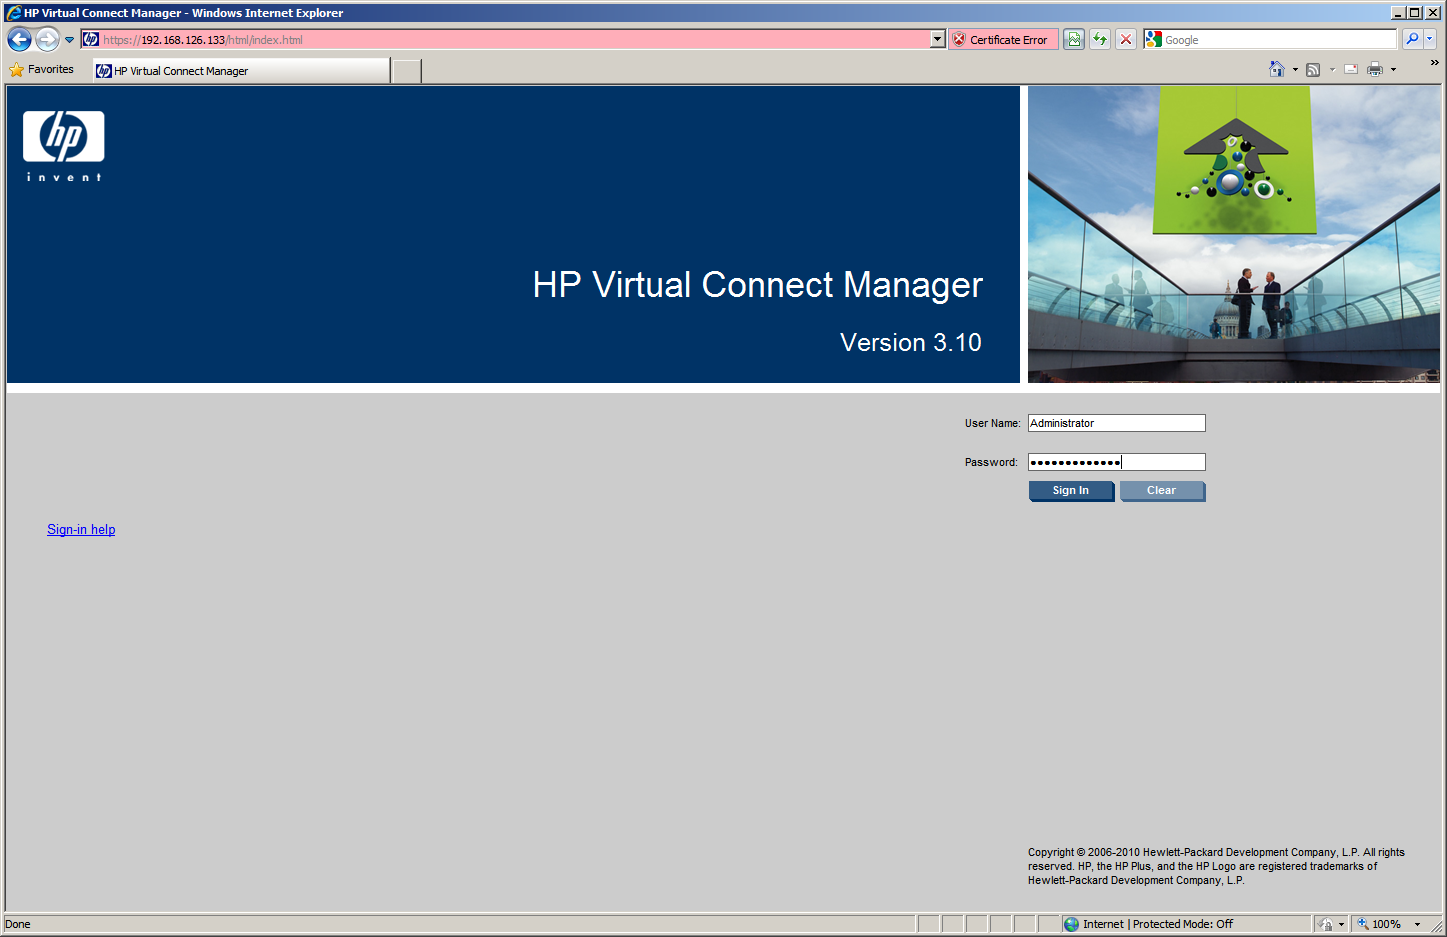 HP Virtual Connect Manager - Windows Internet Explorer
https://192.168.126.133/html/index.html
Certificate Error
Google
Favorites
HP Virtual Connect Manager
»
hp
invent
HP Virtual Connect Manager
Version 3.10
User Name: Administrator
Password: •••••••••••••
Sign In Clear
Sign-in help
Copyright © 2006-2010 Hewlett-Packard Development Company, L.P. All rights
reserved. HP, the HP Plus, and the HP Logo are registered trademarks of
Hewlett-Packard Development Company, L.P.
Done
Internet | Protected Mode: Off
100%